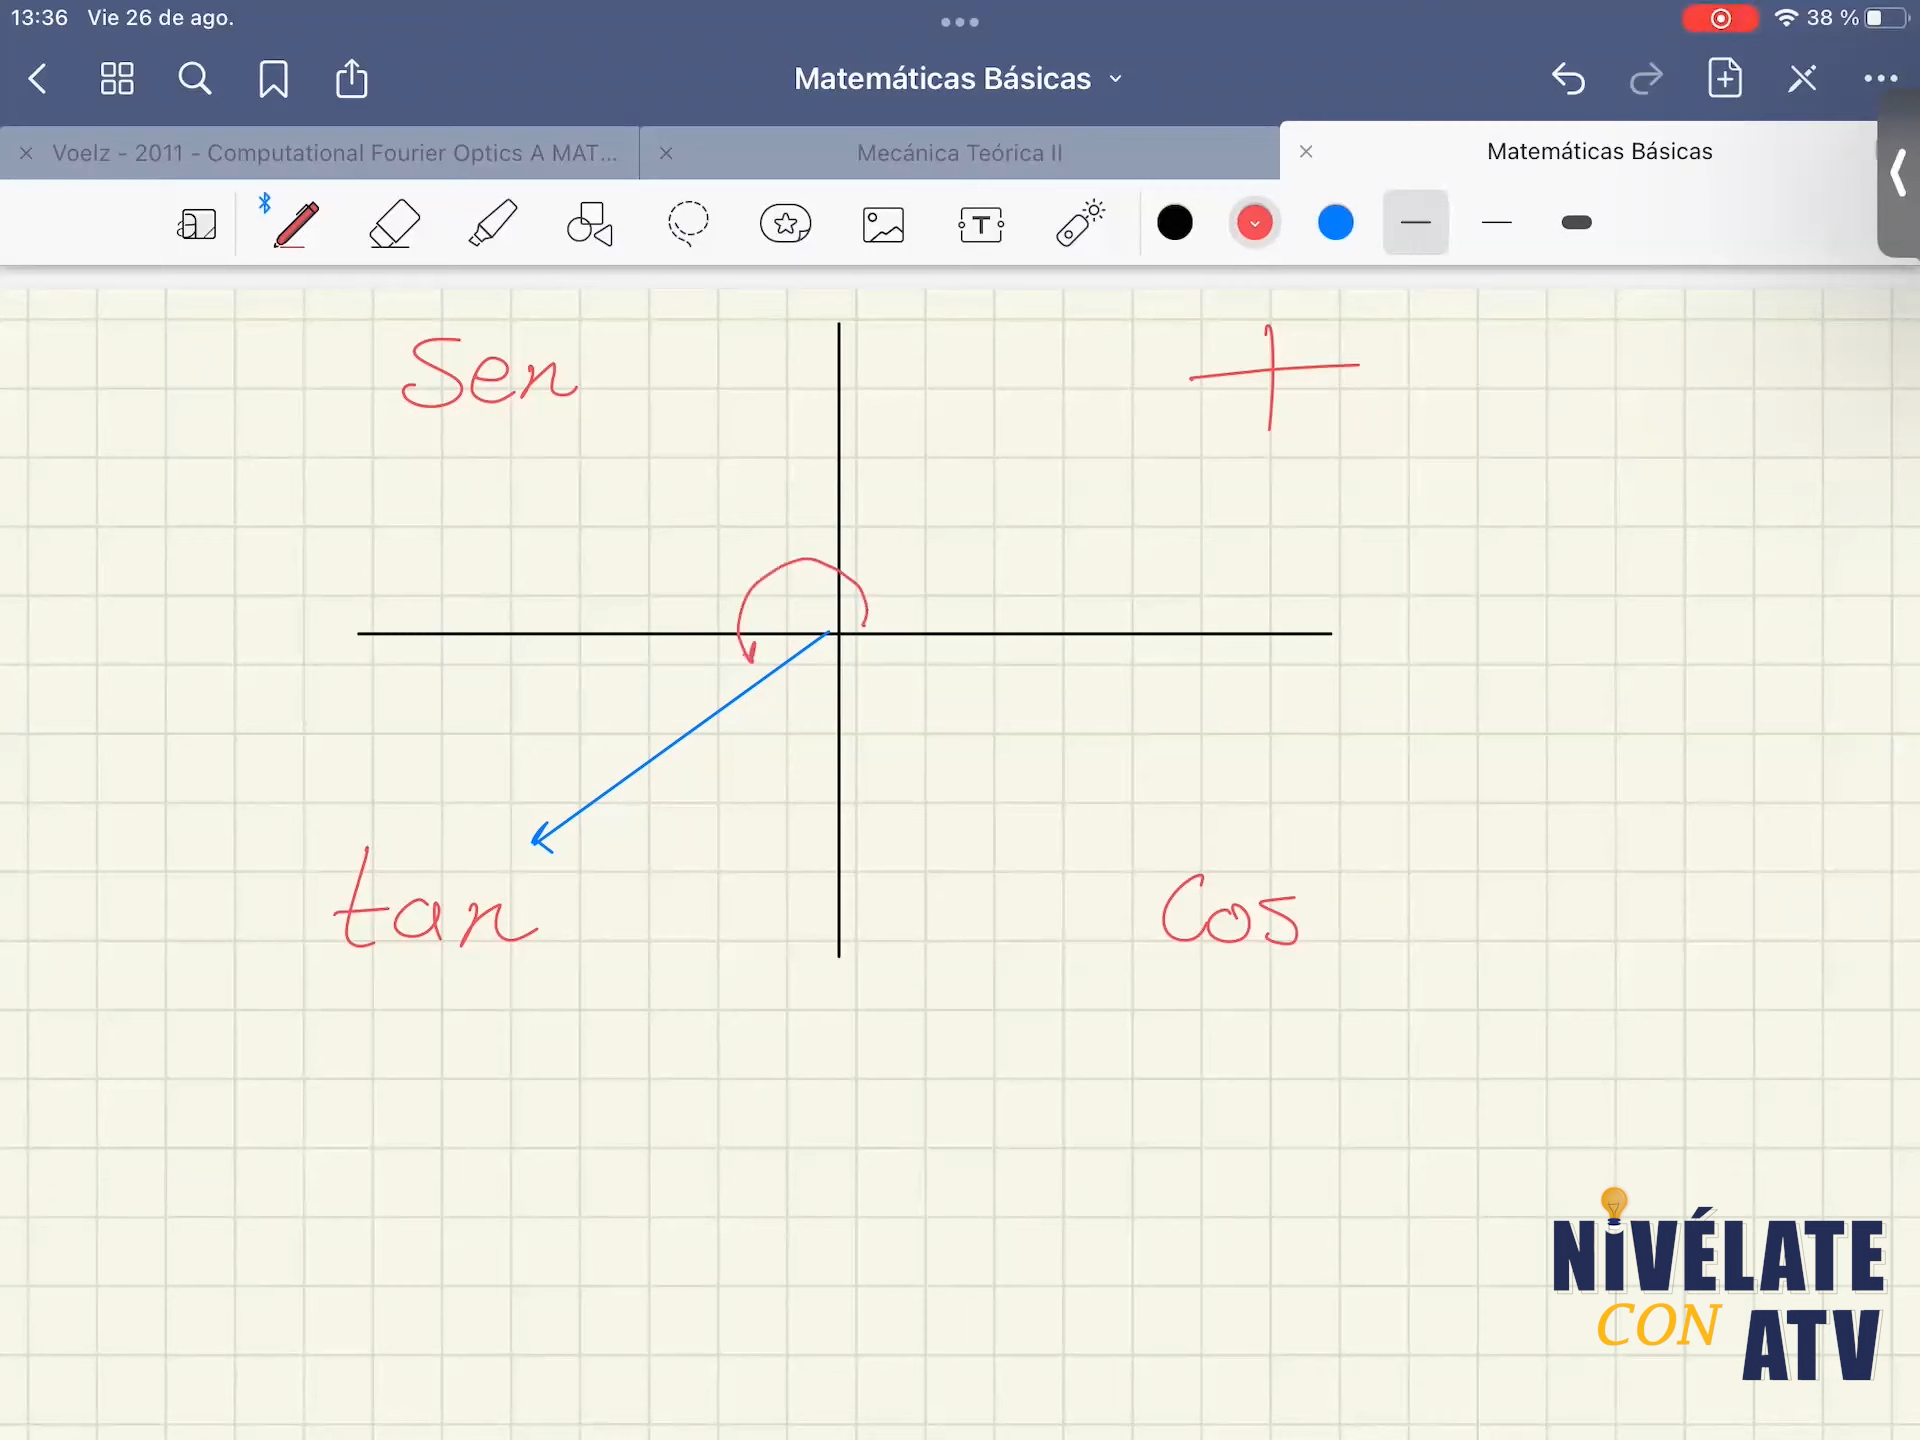 13:36 Vie 26 de ago.
38 %
Matemáticas Básicas
Voelz - 2011 - Computational Fourier Optics A MAT...
Mecánica Teórica II
Matemáticas Básicas
T
Sen
+
tan
Cos
NIVÉLATE
CON
ATV